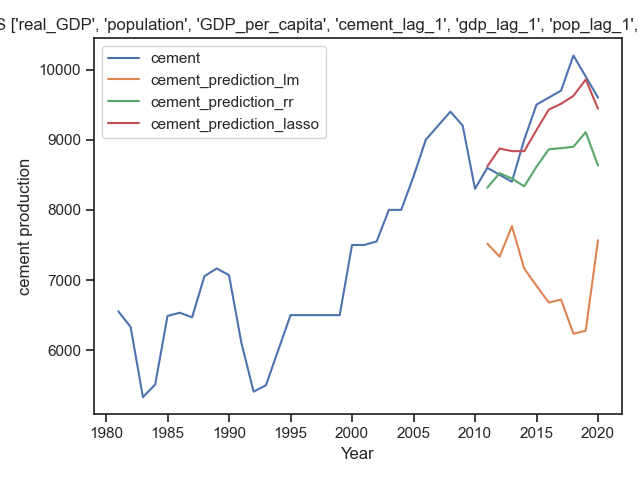 S ['real_GDP', 'population', 'GDP_per_capita', 'cement_lag_1', 'gdp_lag_1', 'pop_lag_1',
cement
cement_prediction_lm
cement_prediction_rr
cement_prediction_lasso
cement production
10000
9000
8000
7000
6000
1980 1985 1990 1995 2000 2005 2010 2015 2020
Year